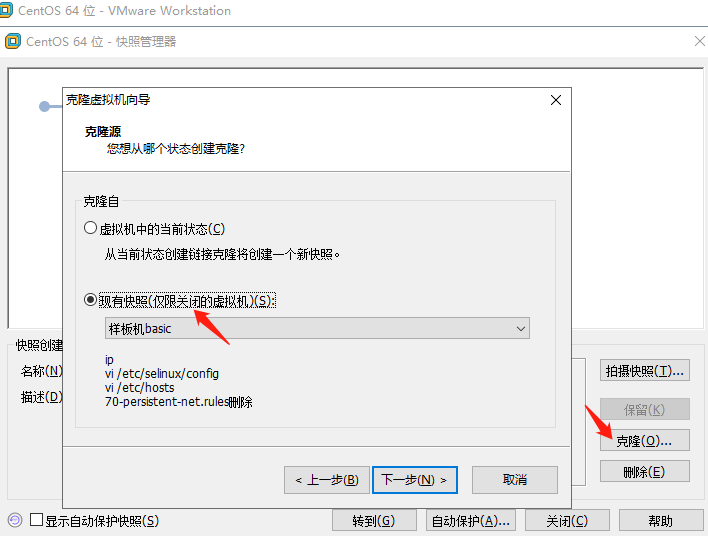 CentOS 64 位 - VMware Workstation
CentOS 64 位 - 快照管理器
克隆虚拟机向导
克隆源
您想从哪个状态创建克隆?
克隆自
虚拟机中的当前状态(C)
从当前状态创建链接克隆将创建一个新快照。
现有快照(仅限关闭的虚拟机)(S):
样板机basic
ip
vi /etc/selinux/config
vi /etc/hosts
70-persistent-net.rules删除
< 上一步(B)
下一步(N) >
取消
快照创建
名称(N)
描述(D)
拍摄快照(T)...
保留(K)
克隆(O)...
删除(E)
显示自动保护快照(S)
转到(G)
自动保护(A)...
关闭(C)
帮助